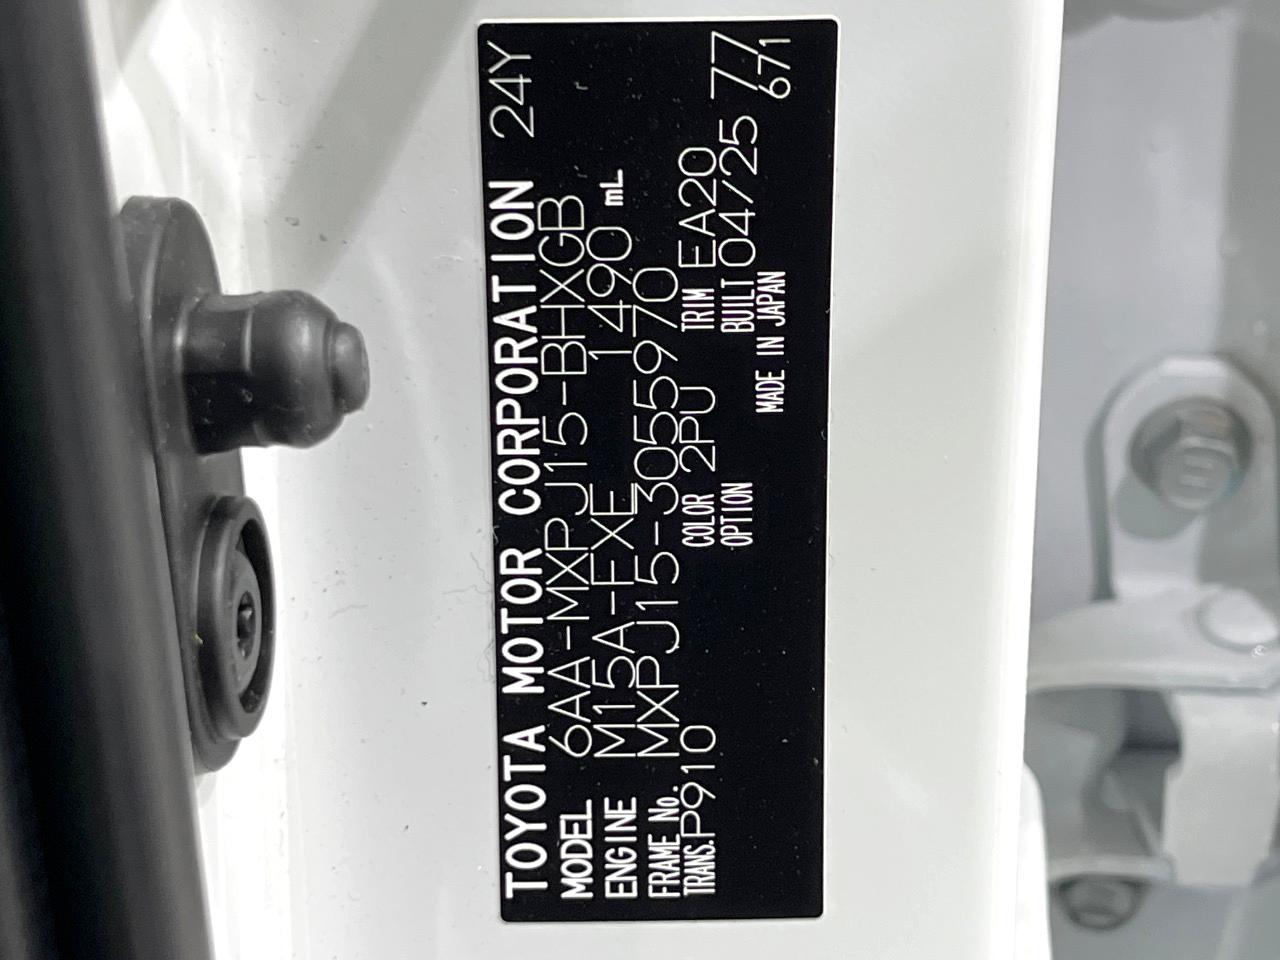 TOYOTA MOTOR CORPORATION 24Y
MODEL 6AA-MXPJ15-BHXGB
ENGINE M15A-FXE 1490 mL
FRAME No. MXPJ15-3055970
TRANS. P910 COLOR 2PU TRIM EA20 77
OPTION BUILT 04/25 671
MADE IN JAPAN